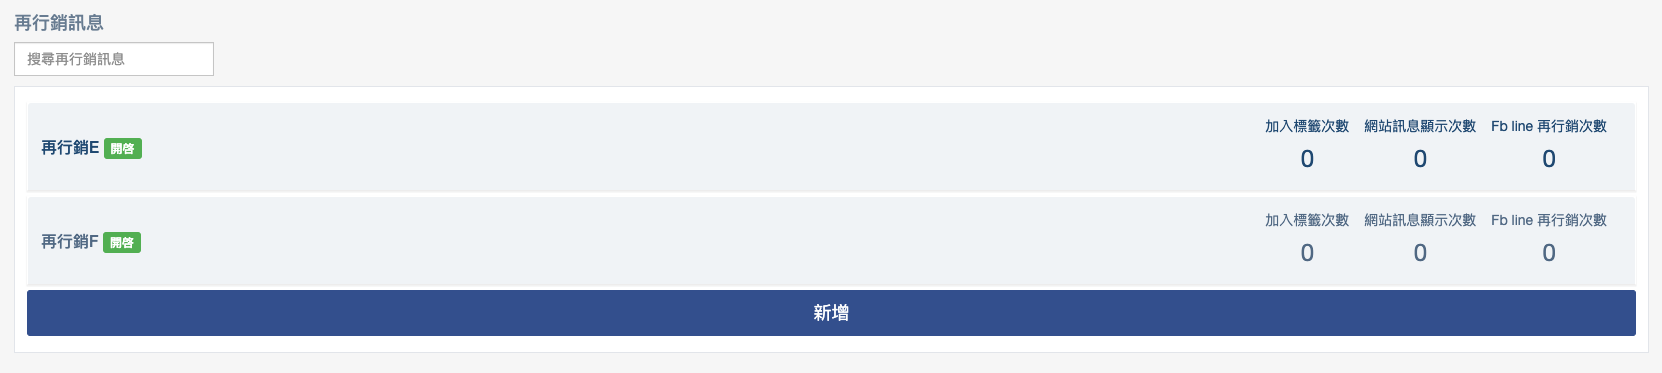 再行銷訊息
搜尋再行銷訊息
再行銷E 開啓
加入標籤次數 網站訊息顯示次數 Fb line 再行銷次數
0 0 0
再行銷F 開啓
加入標籤次數 網站訊息顯示次數 Fb line 再行銷次數
0 0 0
新增